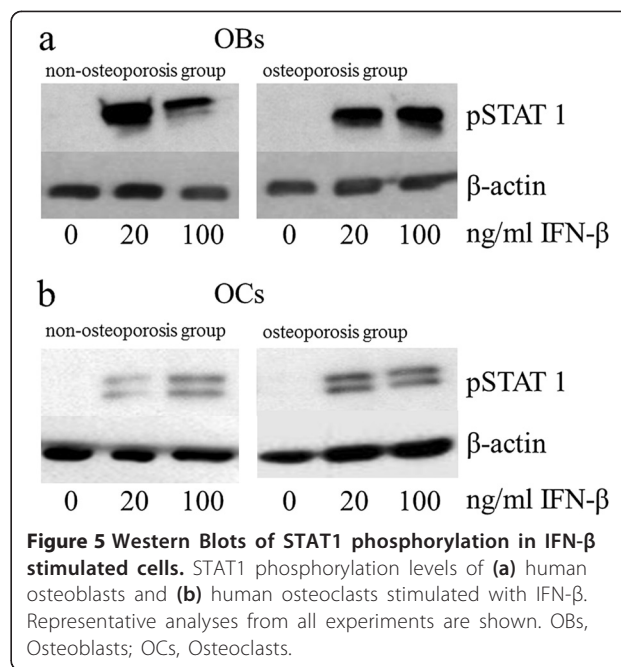 a
OBs
non-osteoporosis group
osteoporosis group
pSTAT 1
β-actin
0 20 100 0 20 100 ng/ml IFN-β
b
OCs
non-osteoporosis group
osteoporosis group
pSTAT 1
β-actin
0 20 100 0 20 100 ng/ml IFN-β
Figure 5 Western Blots of STAT1 phosphorylation in IFN-β
stimulated cells. STAT1 phosphorylation levels of (a) human
osteoblasts and (b) human osteoclasts stimulated with IFN-β.
Representative analyses from all experiments are shown. OBs,
Osteoblasts; OCs, Osteoclasts.